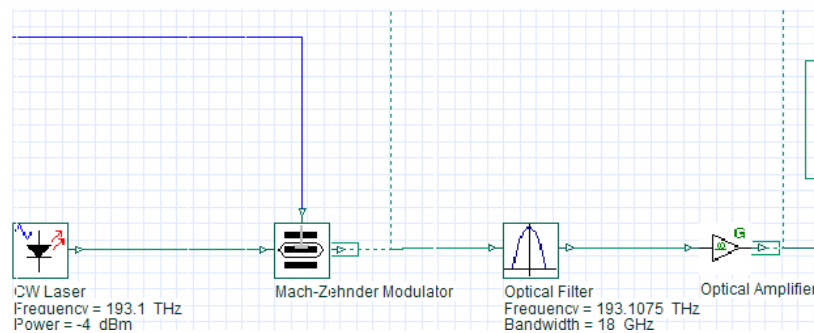 G
CW Laser
Frequency = 193.1 THz
Power = -4 dBm
Mach-Zehnder Modulator
Optical Filter
Frequency = 193.1075 THz
Bandwidth = 18 GHz
Optical Amplifier